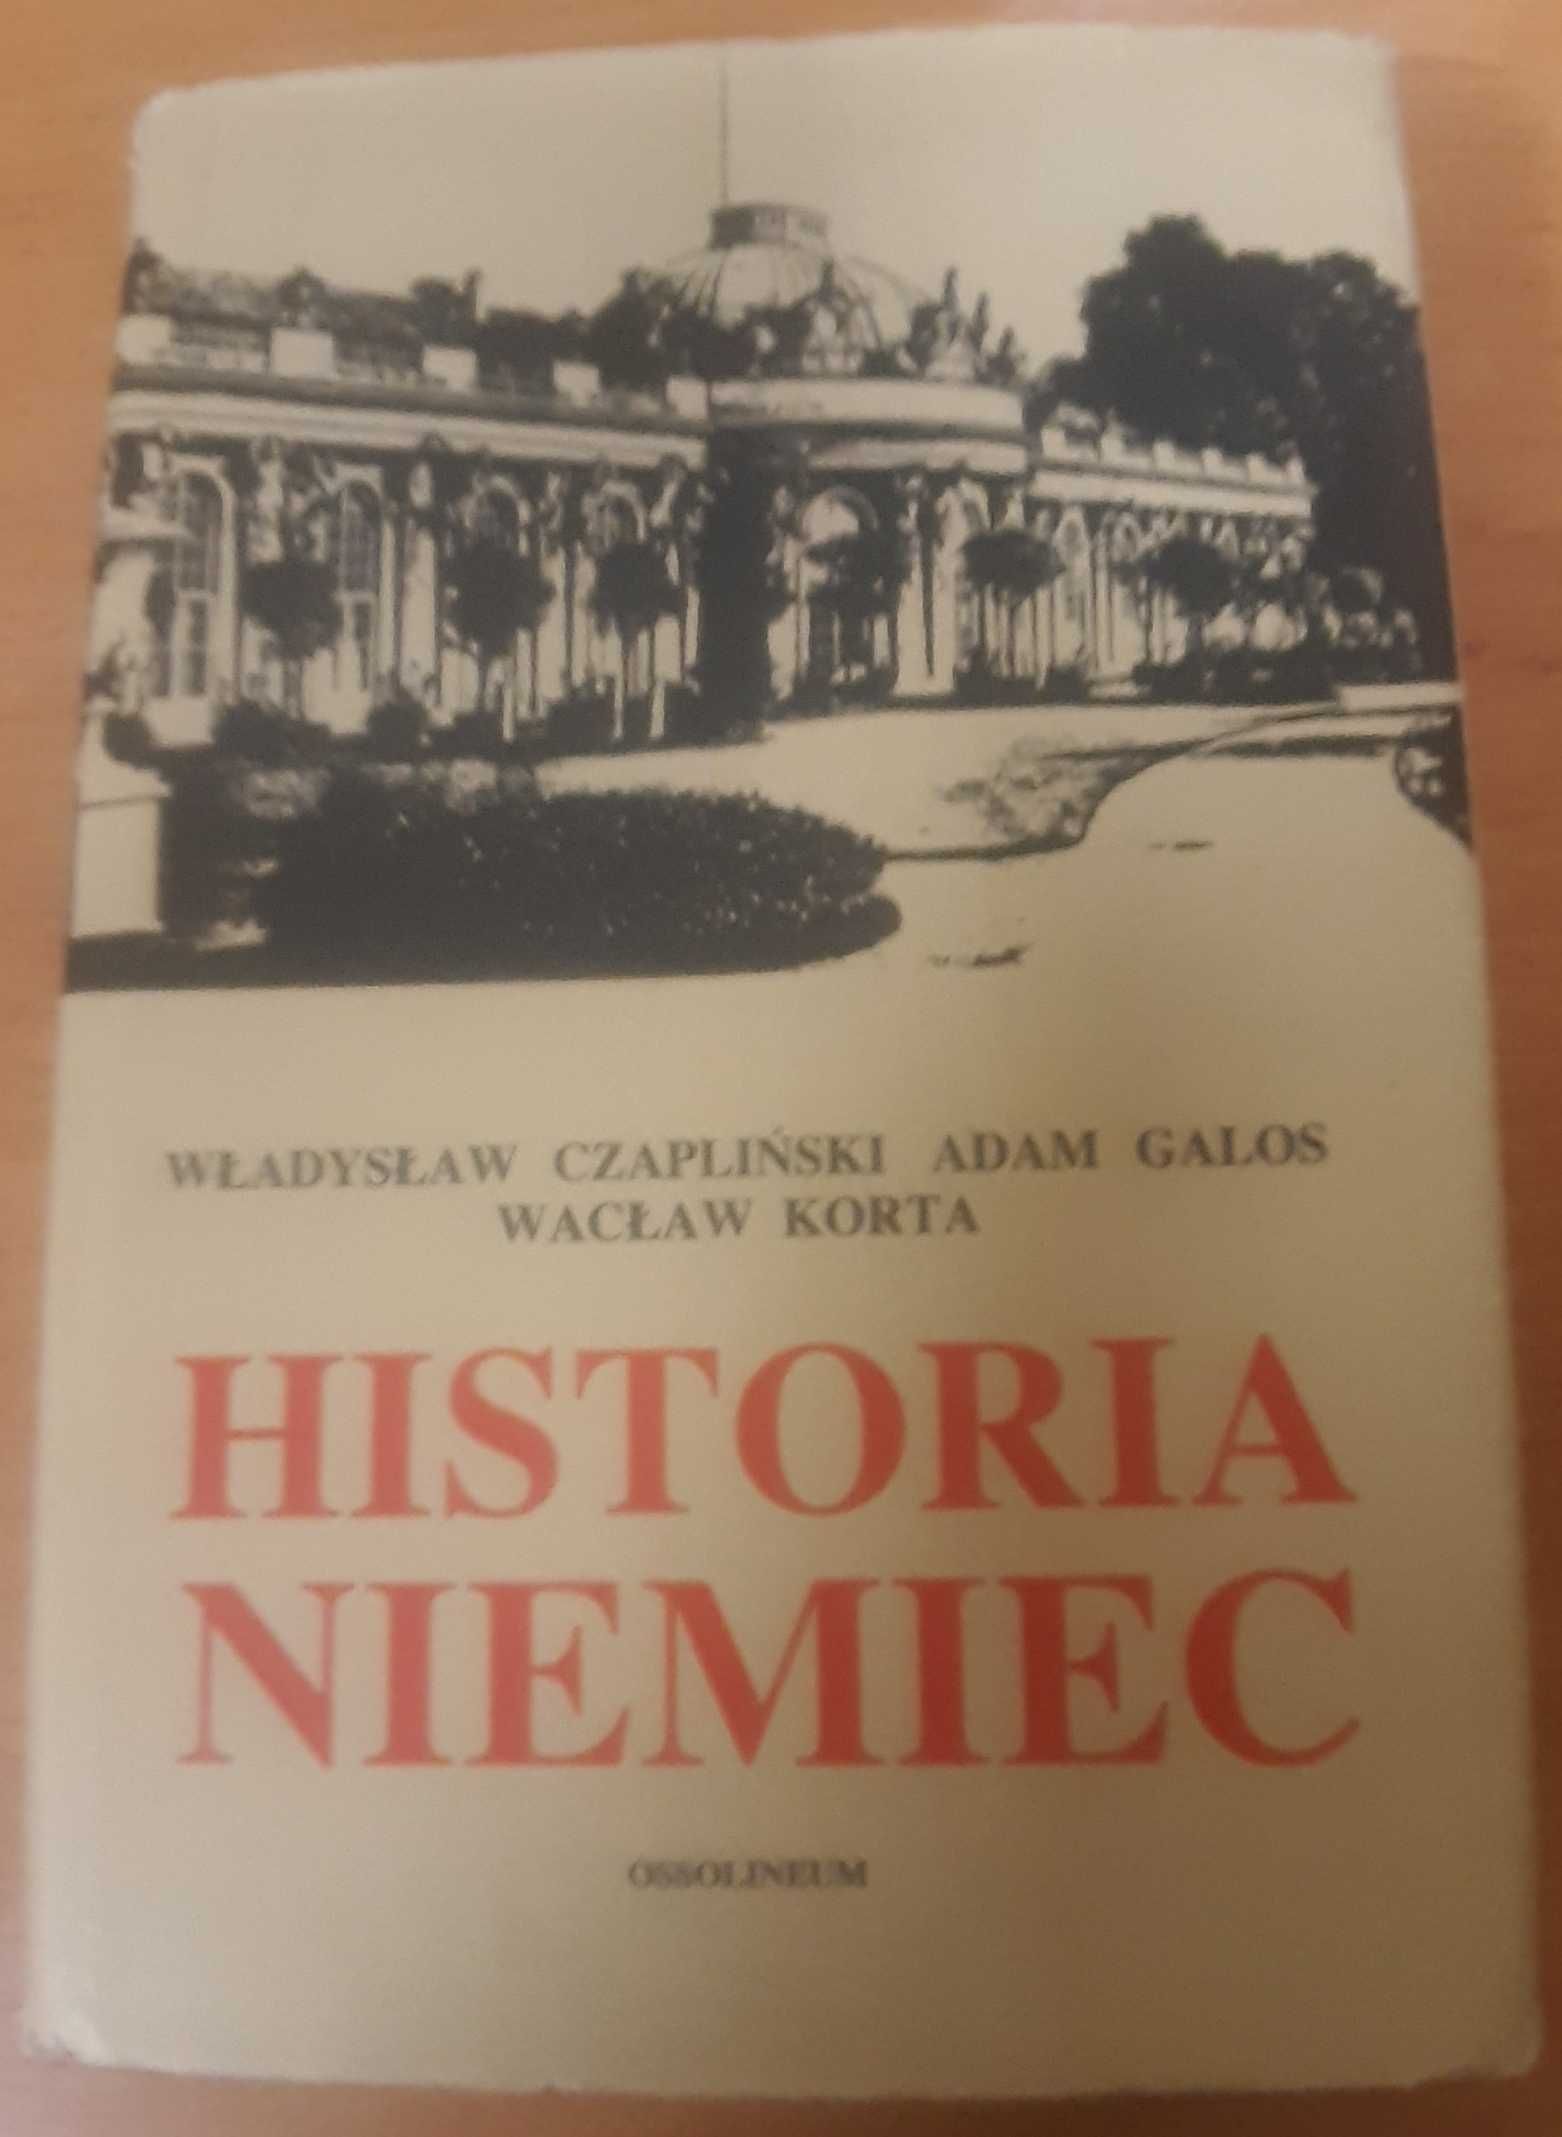 WŁADYSŁAW CZAPLIŃSKI ADAM GALOS
WACŁAW KORTA
HISTORIA
NIEMIEC
OSSOLINEUM